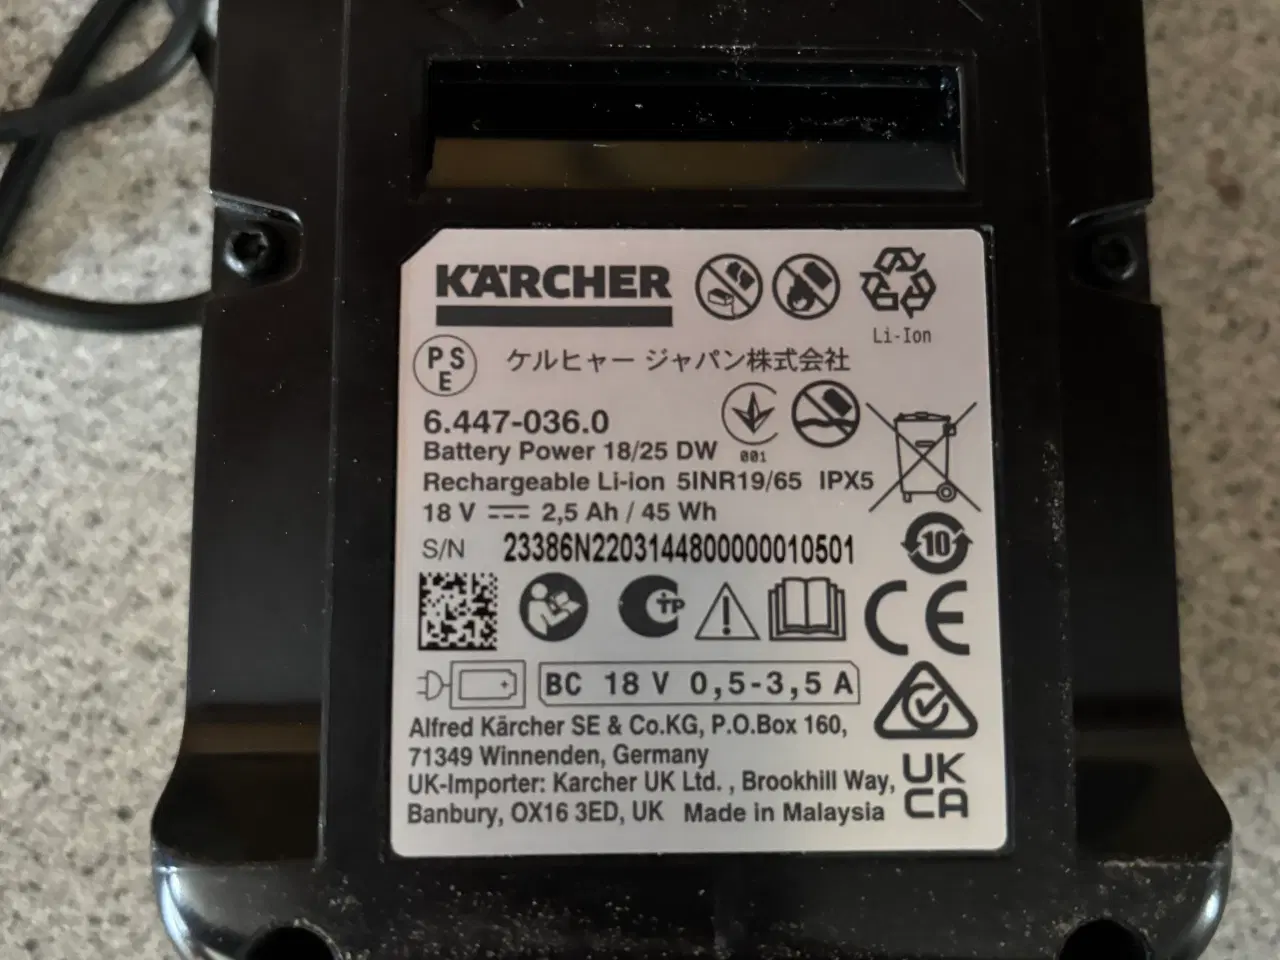 KÄRCHER
Li-Ion
PSE
ケルヒャー ジャパン株式会社
6.447-036.0
001
Battery Power 18/25 DW
Rechargeable Li-ion 5INR19/65 IPX5
18 V 2,5 Ah / 45 Wh
10
S/N 23386N2203144800000010501
TP
CE
BC 18 V 0,5-3,5 A
Alfred Kärcher SE & Co.KG, P.O.Box 160,
71349 Winnenden, Germany
UK-Importer: Karcher UK Ltd. , Brookhill Way,
Banbury, OX16 3ED, UK Made in Malaysia
UK
CA